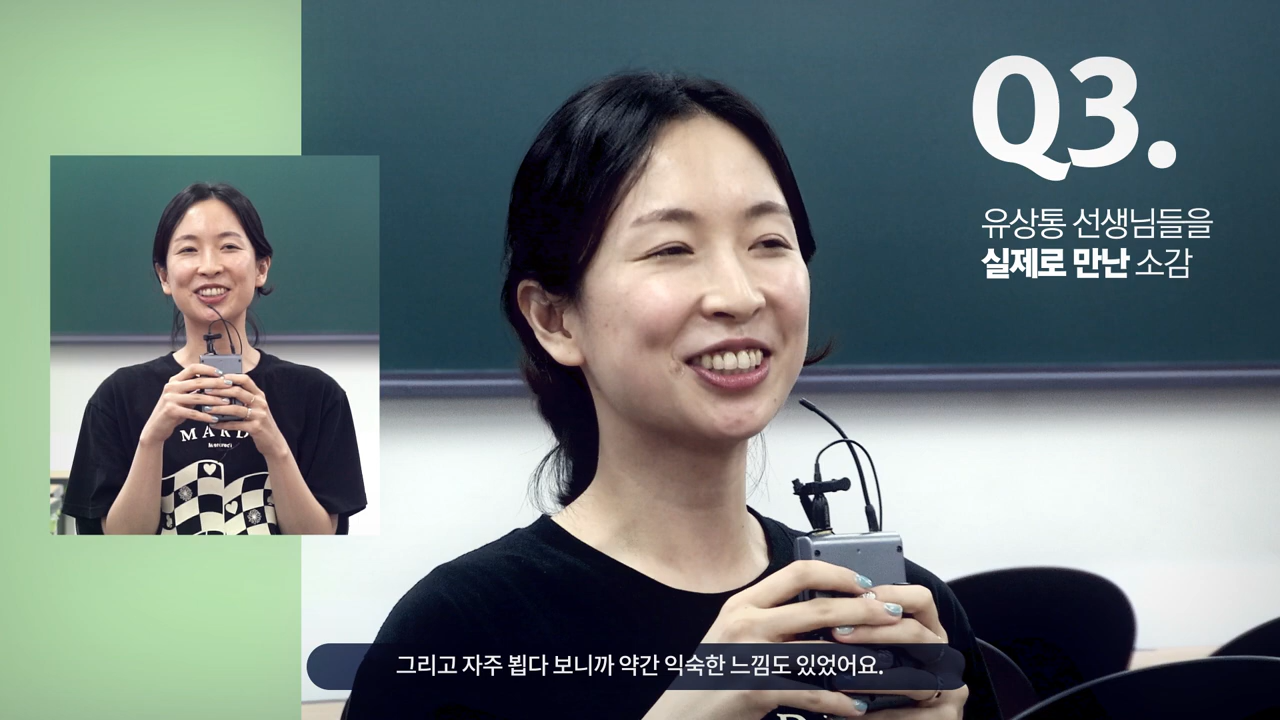 Q3.
유상통 선생님들을
실제로 만난 소감
MARD
그리고 자주 뵙다 보니까 약간 익숙한 느낌도 있었어요.